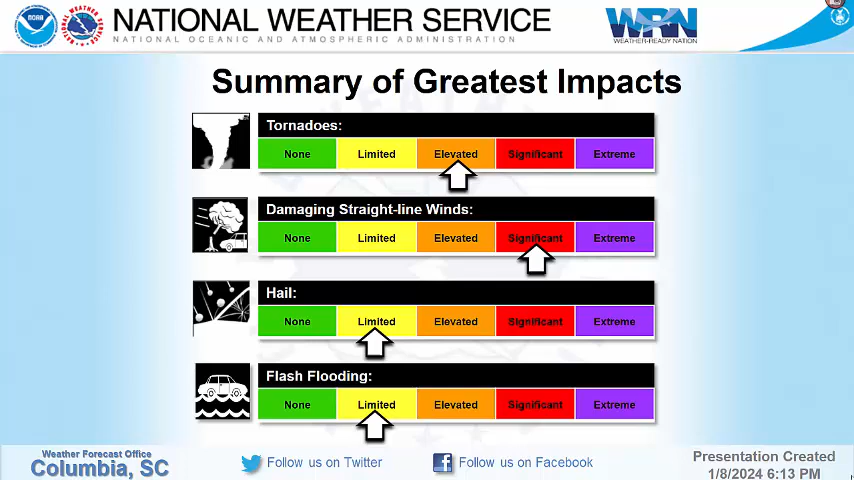 NOAA
NATIONAL WEATHER SERVICE
NATIONAL OCEANIC AND ATMOSPHERIC ADMINISTRATION
WRN
WEATHER-READY NATION
Summary of Greatest Impacts
Tornadoes:
None Limited Elevated Significant Extreme
Damaging Straight-line Winds:
None Limited Elevated Significant Extreme
Hail:
None Limited Elevated Significant Extreme
Flash Flooding:
None Limited Elevated Significant Extreme
Weather Forecast Office
Columbia, SC
Follow us on Twitter
Follow us on Facebook
Presentation Created
1/8/2024 6:13 PM